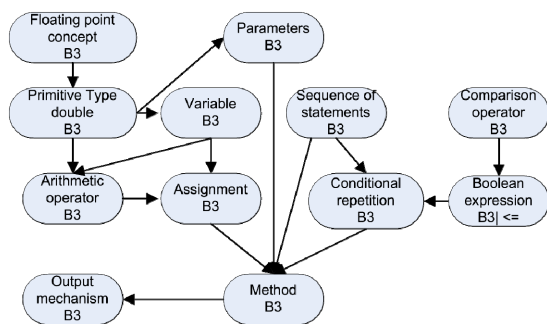 Floating point
concept
B3
Parameters
B3
Primitive Type
double
B3
Variable
B3
Sequence of
statements
B3
Comparison
operator
B3
Arithmetic
operator
B3
Assignment
B3
Conditional
repetition
B3
Boolean
expression
B3| <=
Output
mechanism
B3
Method
B3